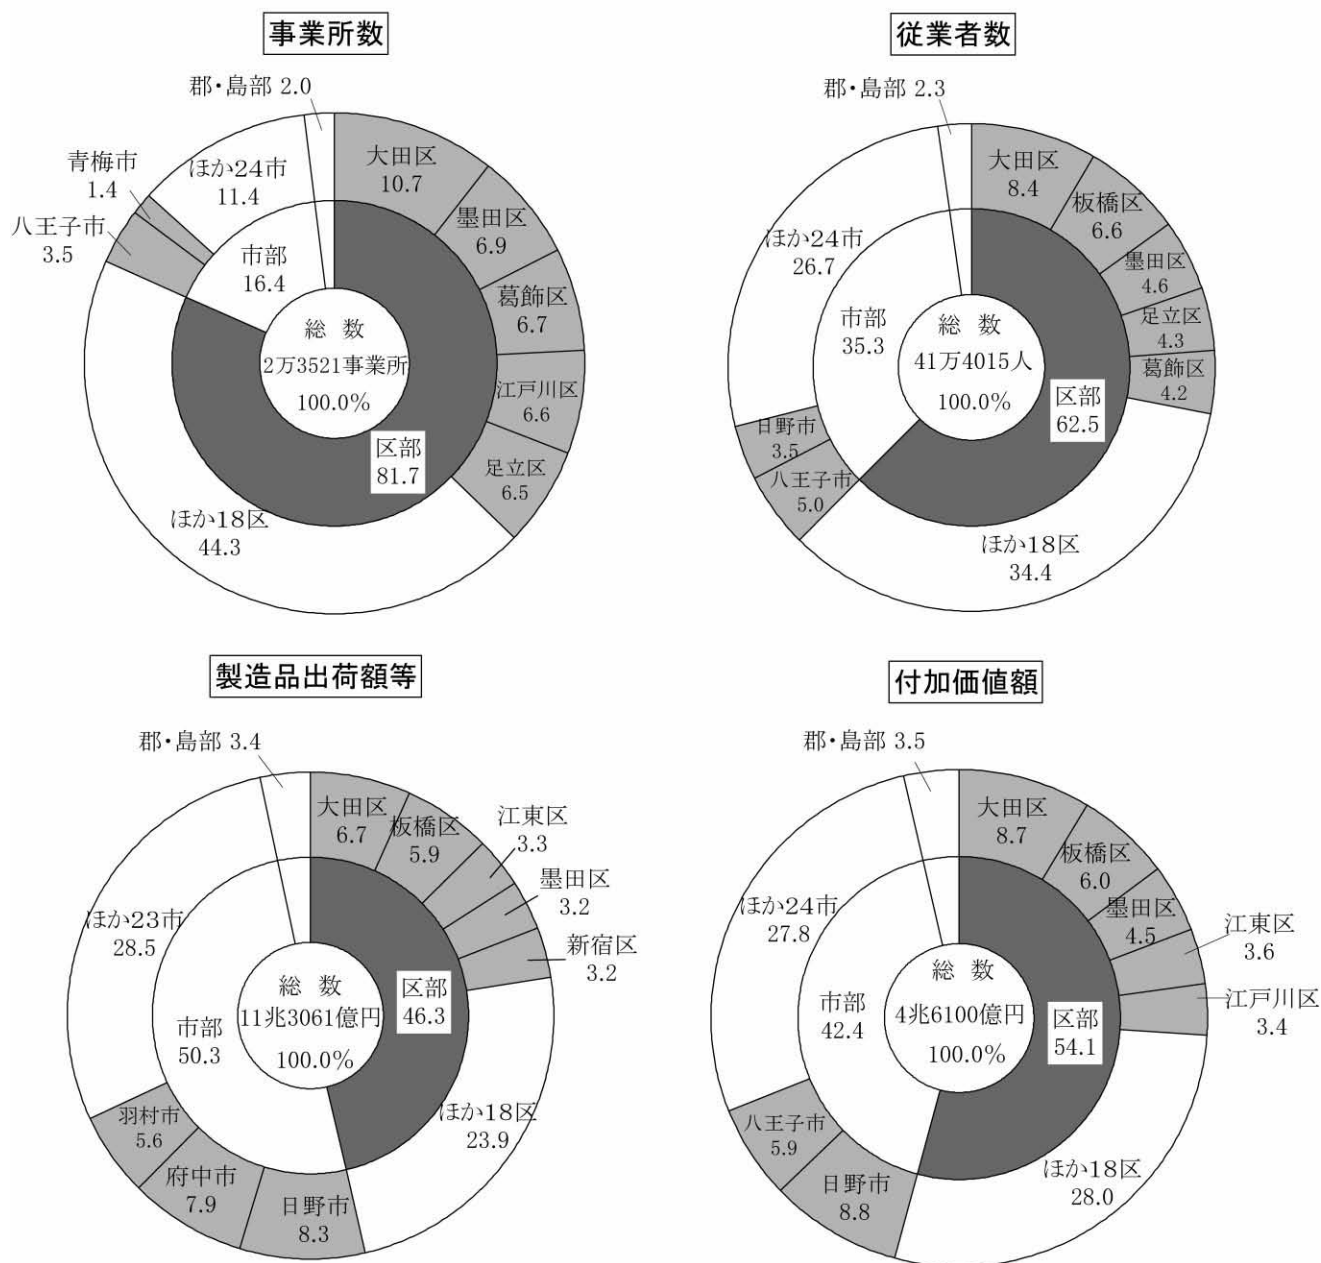 事業所数
郡・島部 2.0
大田区
10.7
墨田区
6.9
葛飾区
6.7
江戸川区
6.6
足立区
6.5
ほか18区
44.3
八王子市
3.5
青梅市
1.4
ほか24市
11.4
市部
16.4
区部
81.7
総 数
2万3521事業所
100.0%
従業者数
郡・島部 2.3
大田区
8.4
板橋区
6.6
墨田区
4.6
足立区
4.3
葛飾区
4.2
ほか18区
34.4
八王子市
5.0
日野市
3.5
ほか24市
26.7
市部
35.3
区部
62.5
総 数
41万4015人
100.0%
製造品出荷額等
郡・島部 3.4
大田区
6.7
板橋区
5.9
江東区
3.3
墨田区
3.2
新宿区
3.2
ほか18区
23.9
日野市
8.3
府中市
7.9
羽村市
5.6
ほか23市
28.5
市部
50.3
区部
46.3
総 数
11兆3061億円
100.0%
付加価値額
郡・島部 3.5
大田区
8.7
板橋区
6.0
墨田区
4.5
江東区
3.6
江戸川区
3.4
ほか18区
28.0
日野市
8.8
八王子市
5.9
ほか24市
27.8
市部
42.4
区部
54.1
総 数
4兆6100億円
100.0%